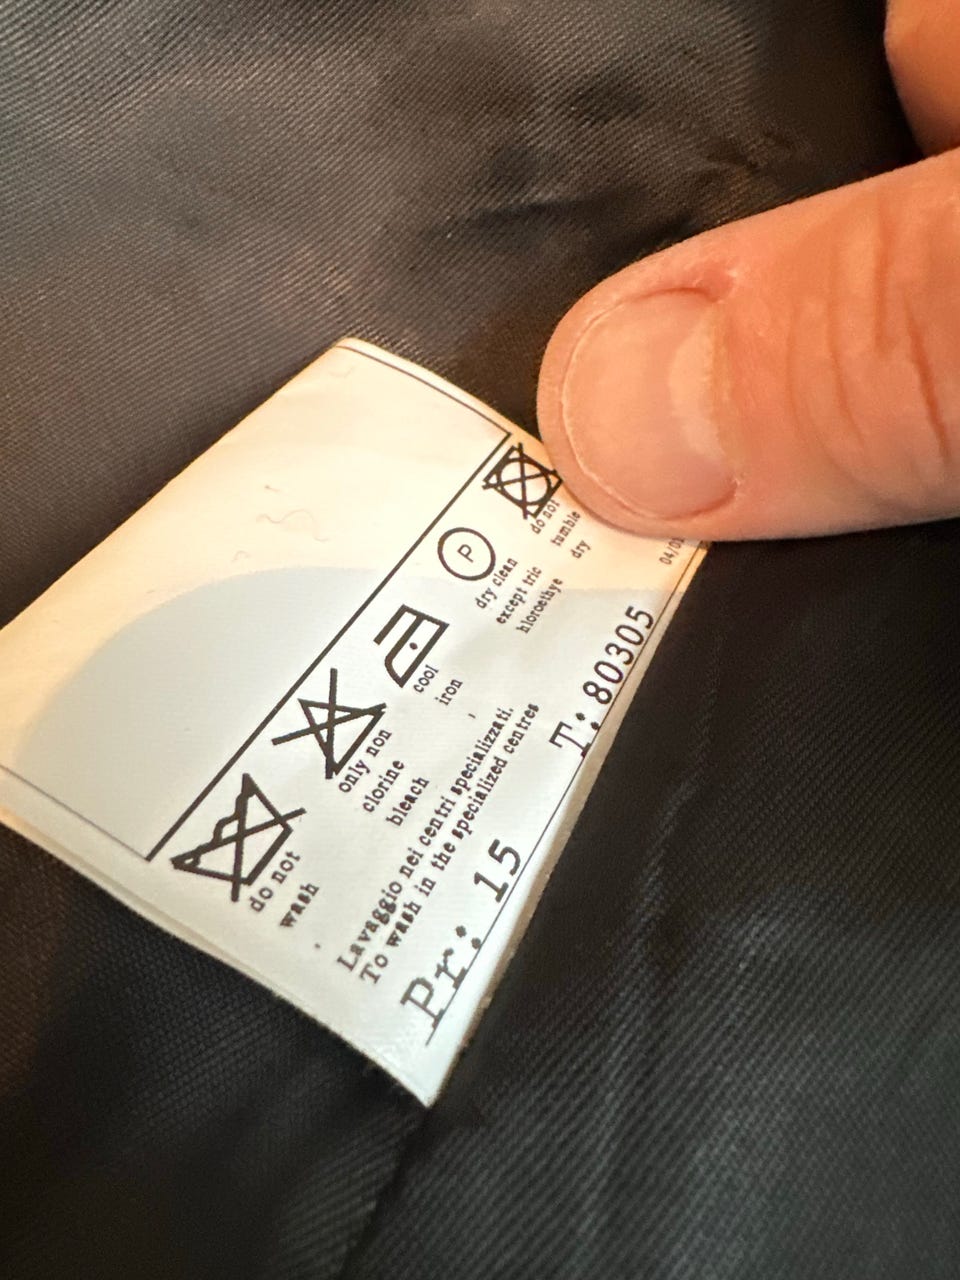 do not
wash
only non
clorine
bleach
cool
iron
P
dry clean
except tric
hloroethye
do not
tumble
dry
Lavaggio nei centri specializzati.
To wash in the specialized centres
Pr: 15
T: 80305